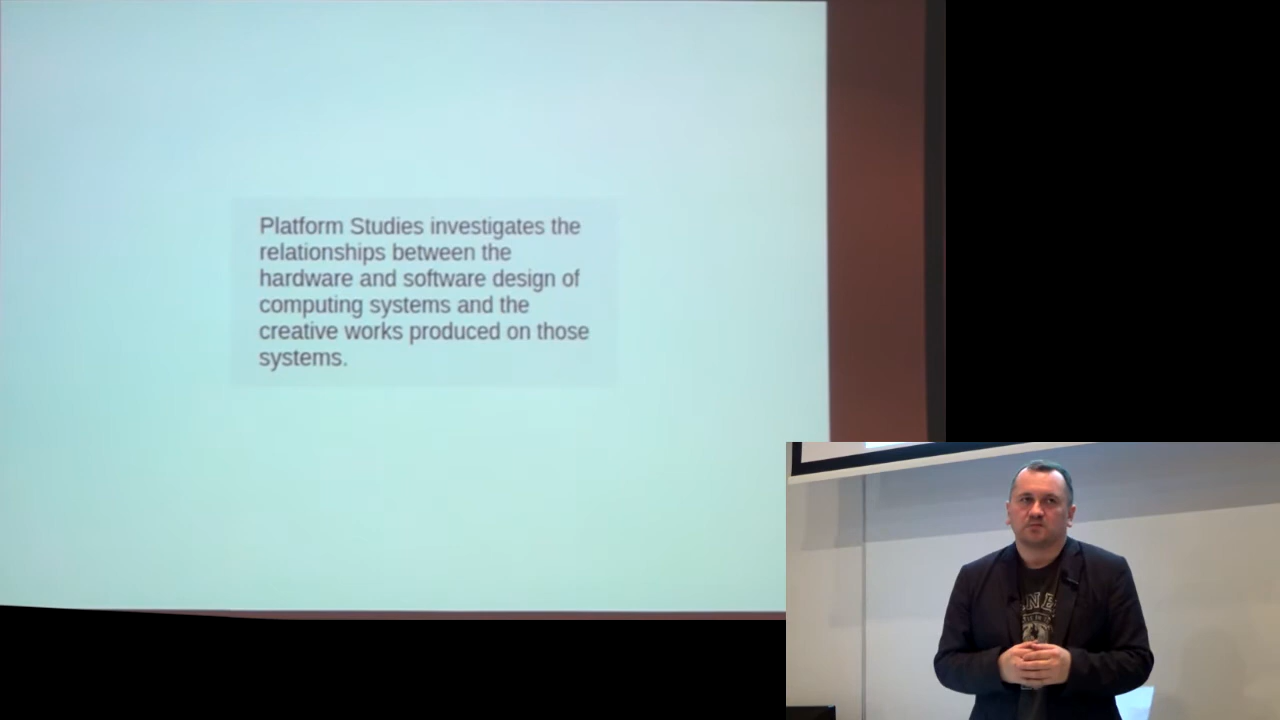 Platform Studies investigates the
relationships between the
hardware and software design of
computing systems and the
creative works produced on those
systems.